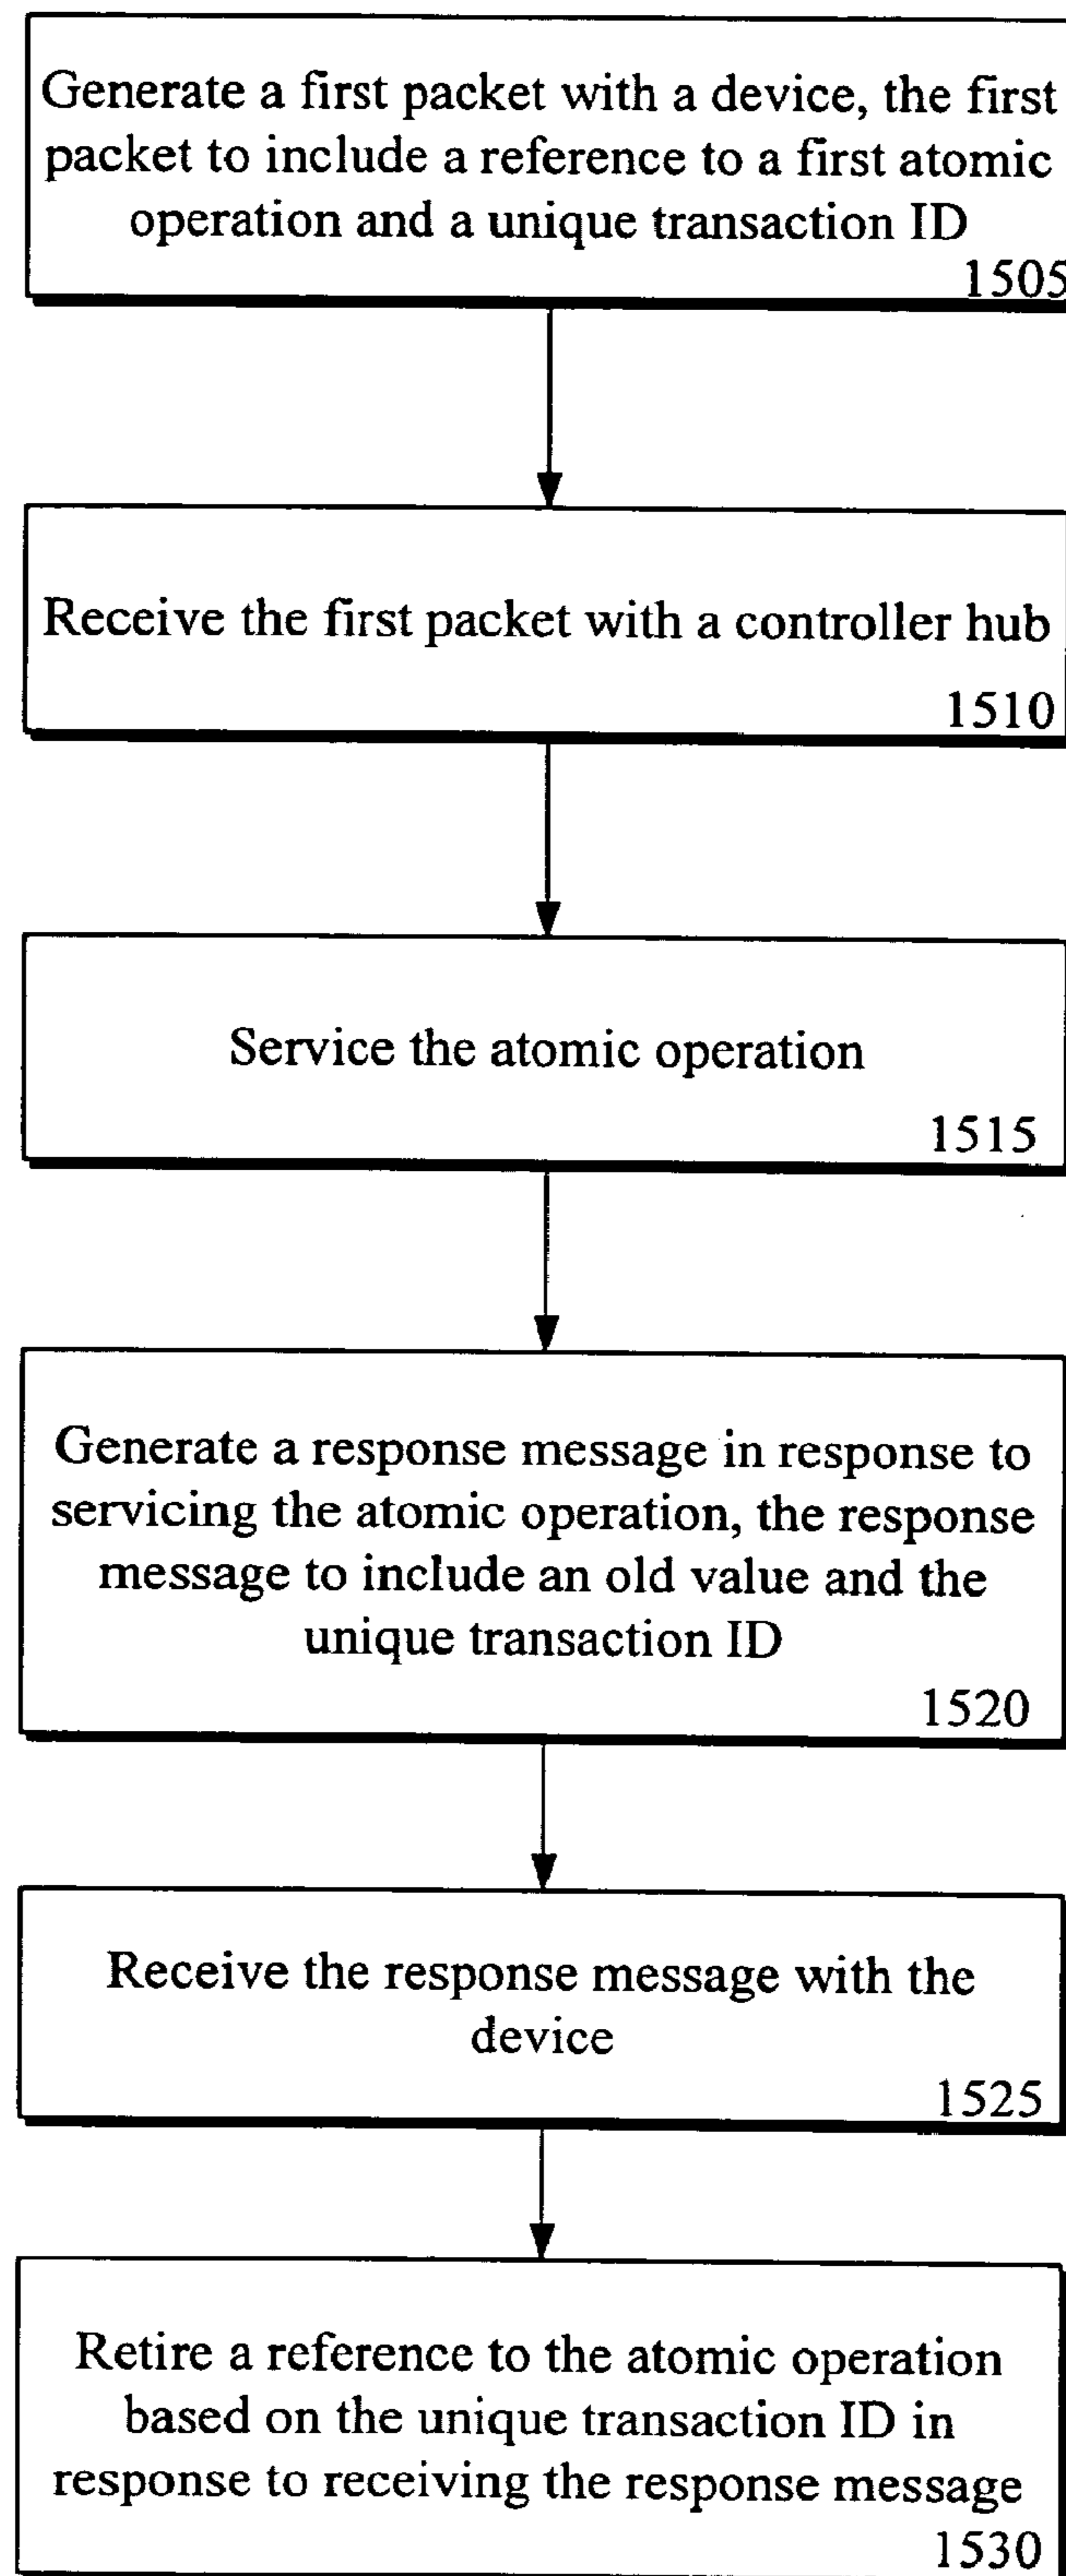 Generate a first packet with a device, the first
packet to include a reference to a first atomic
operation and a unique transaction ID
1505
Receive the first packet with a controller hub
1510
Service the atomic operation
1515
Generate a response message in response to
servicing the atomic operation, the response
message to include an old value and the
unique transaction ID
1520
Receive the response message with the
device
1525
Retire a reference to the atomic operation
based on the unique transaction ID in
response to receiving the response message
1530